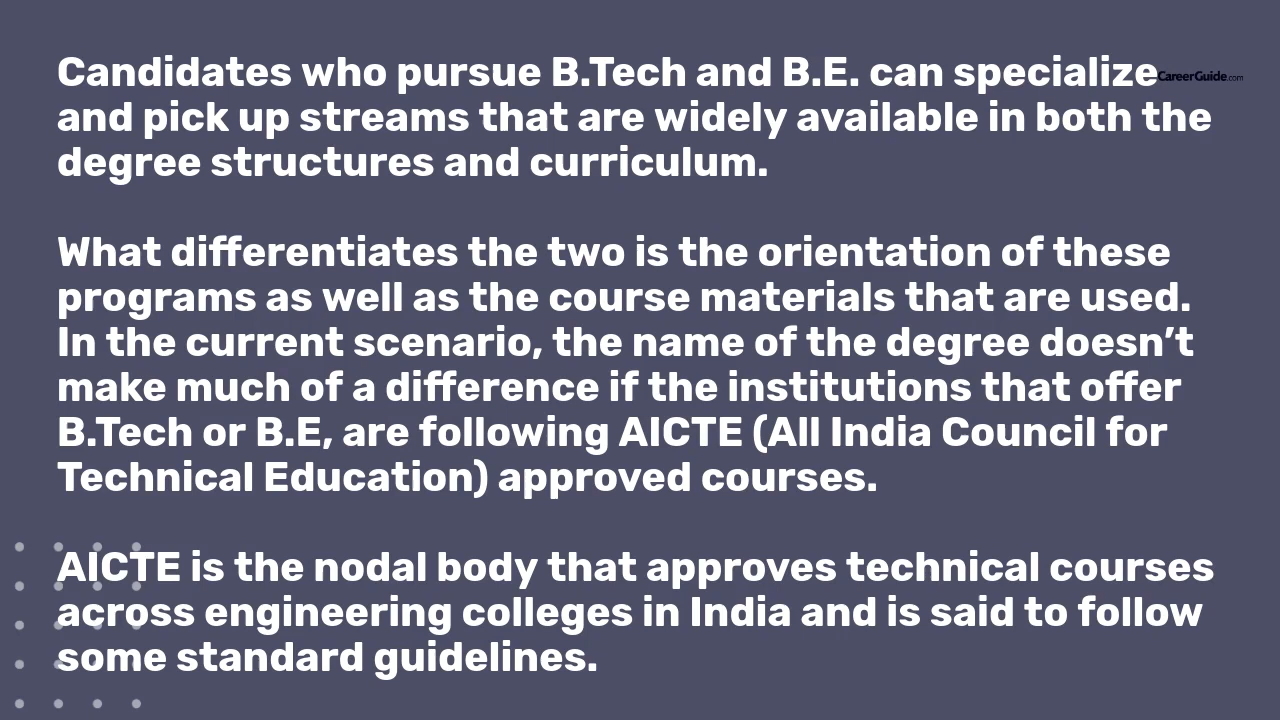 Candidates who pursue B.Tech and B.E. can specialize
CareerGuide.com
and pick up streams that are widely available in both the
degree structures and curriculum.
What differentiates the two is the orientation of these
programs as well as the course materials that are used.
In the current scenario, the name of the degree doesn’t
make much of a difference if the institutions that offer
B.Tech or B.E, are following AICTE (All India Council for
Technical Education) approved courses.
AICTE is the nodal body that approves technical courses
across engineering colleges in India and is said to follow
some standard guidelines.